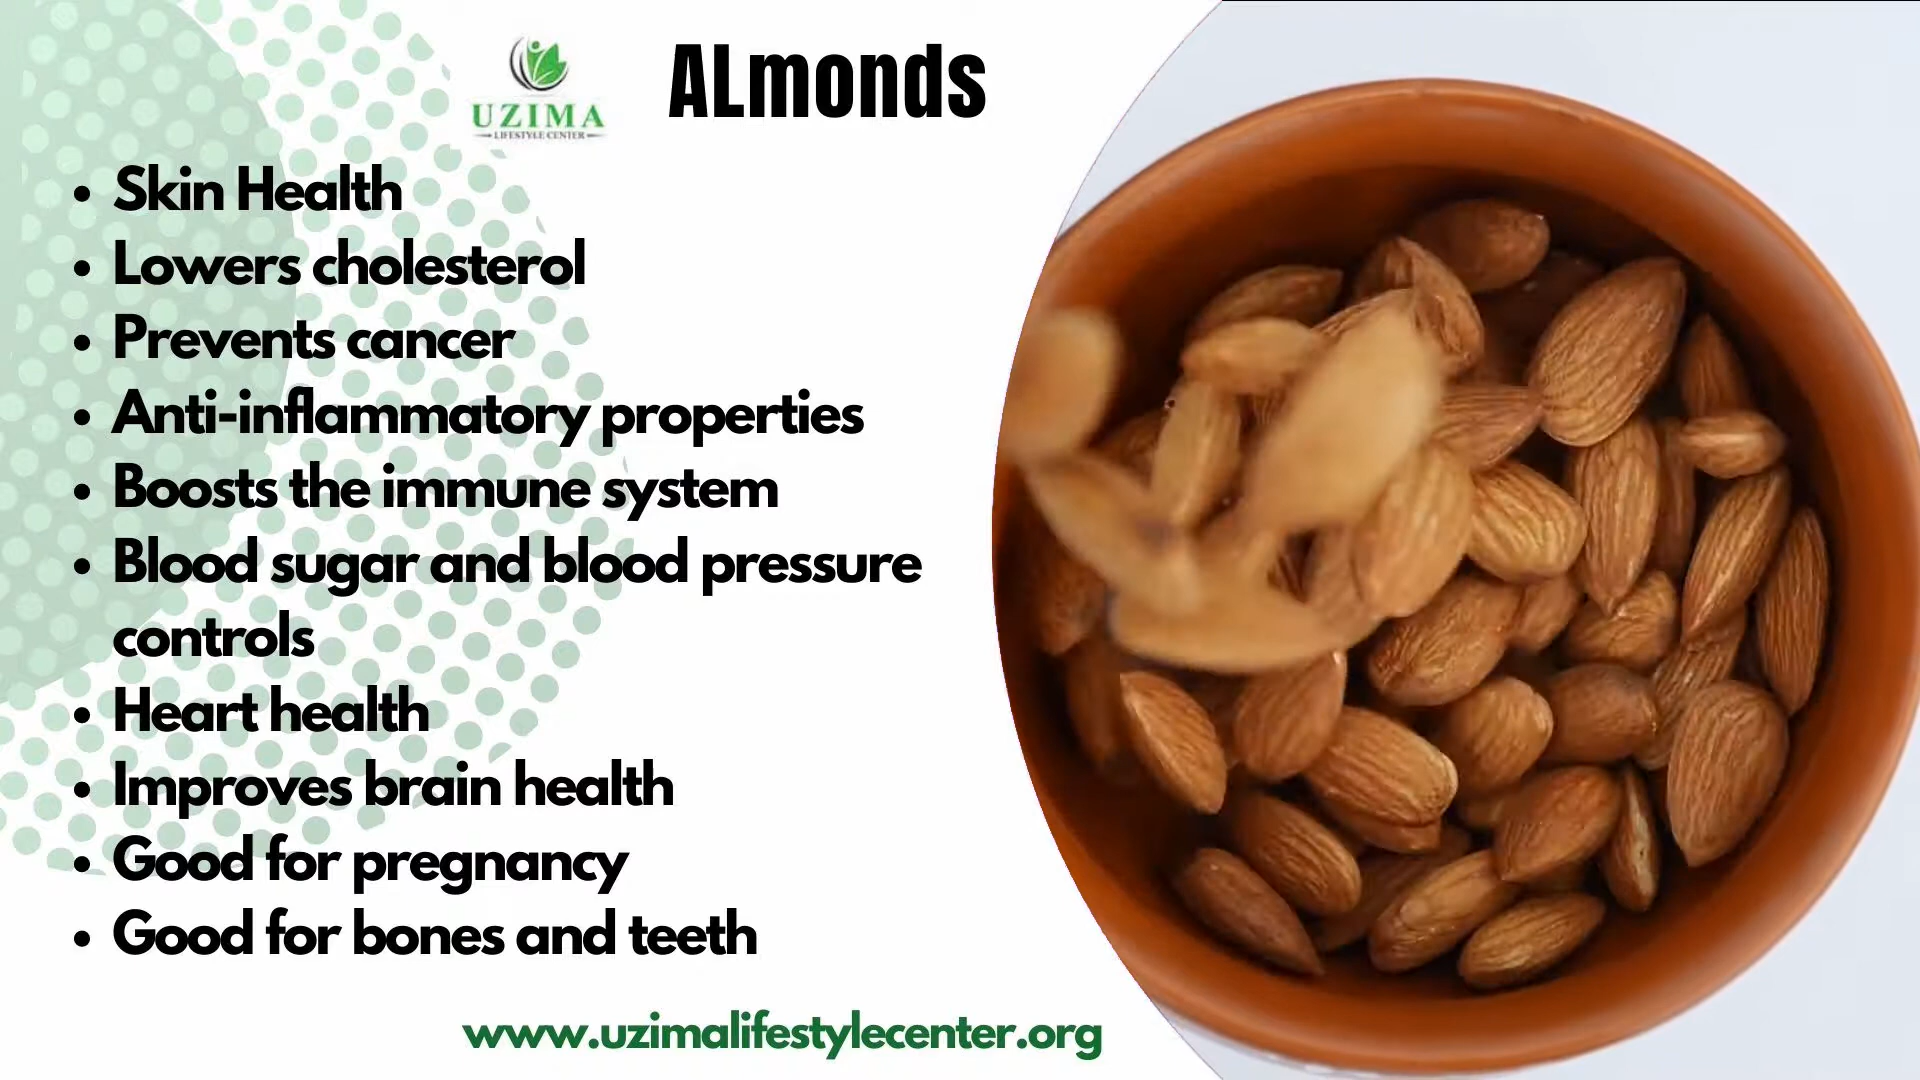 UZIMA
LIFESTYLE CENTER
ALmonds
• Skin Health
• Lowers cholesterol
• Prevents cancer
• Anti-inflammatory properties
• Boosts the immune system
• Blood sugar and blood pressure
controls
• Heart health
• Improves brain health
• Good for pregnancy
• Good for bones and teeth
www.uzimalifestylecenter.org